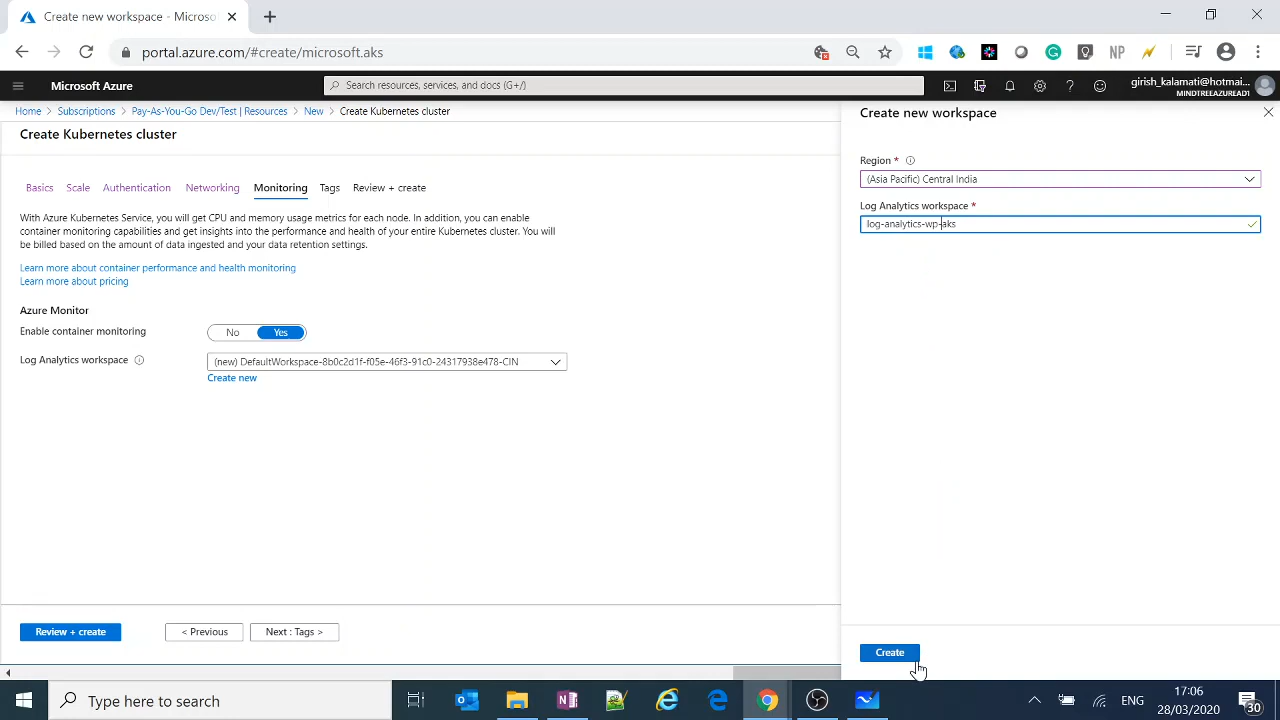 Create new workspace - Microso
portal.azure.com/#create/microsoft.aks
NP
Microsoft Azure
Search resources, services, and docs (G+/)
girish_kalamati@hotmai...
MINDTREEAZUREAD1
Home > Subscriptions > Pay-As-You-Go Dev/Test | Resources > New > Create Kubernetes cluster
Create Kubernetes cluster
Basics Scale Authentication Networking Monitoring Tags Review + create
With Azure Kubernetes Service, you will get CPU and memory usage metrics for each node. In addition, you can enable
container monitoring capabilities and get insights into the performance and health of your entire Kubernetes cluster. You will
be billed based on the amount of data ingested and your data retention settings.
Learn more about container performance and health monitoring
Learn more about pricing
Azure Monitor
Enable container monitoring No Yes
Log Analytics workspace (new) DefaultWorkspace-8b0c2d1f-f05e-46f3-91c0-24317938e478-CIN
Create new
Review + create < Previous Next : Tags >
Create new workspace
Region *
(Asia Pacific) Central India
Log Analytics workspace *
log-analytics-wp-aks
Create
Type here to search
ENG
17:06
28/03/2020
30